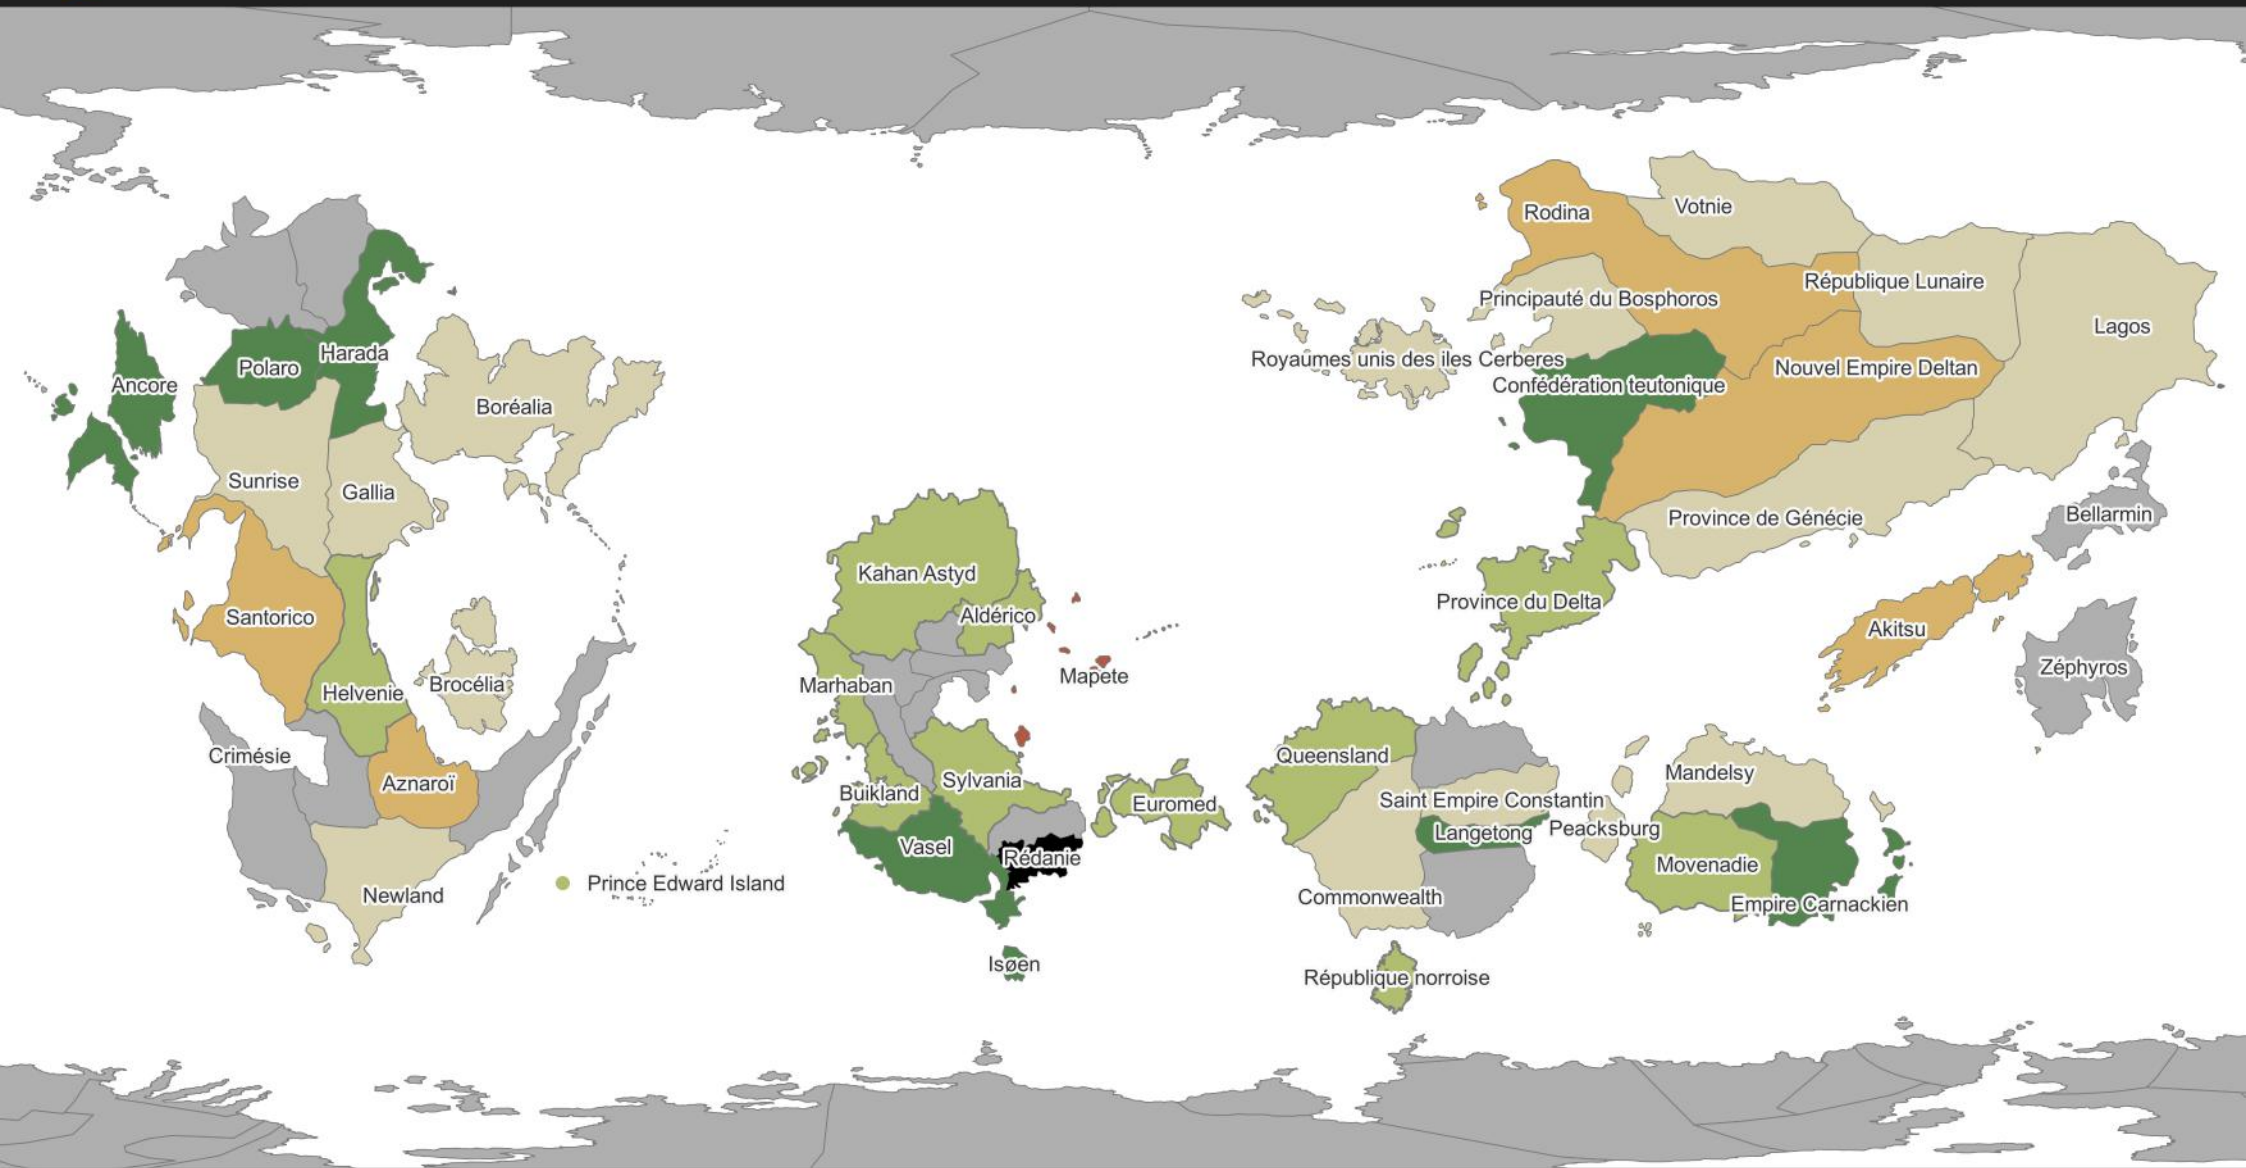 Rodina
Votnie
République Lunaire
Principauté du Bosphoros
Lagos
Royaumes unis des iles Cerberes
Nouvel Empire Deltan
Confédération teutonique
Province de Génécie
Bellarmin
Province du Delta
Akitsu
Zéphyros
Harada
Polaro
Ancore
Boréalia
Sunrise
Gallia
Santorico
Helvenie
Brocélia
Crimésie
Aznaroï
Newland
Prince Edward Island
Kahan Astyd
Aldérico
Mapete
Marhaban
Sylvania
Buikland
Euromed
Vasel
Rédanie
Isøen
Queensland
Saint Empire Constantin
Langetong
Peacksburg
Commonwealth
République norroise
Mandelsy
Movenadie
Empire Carnackien